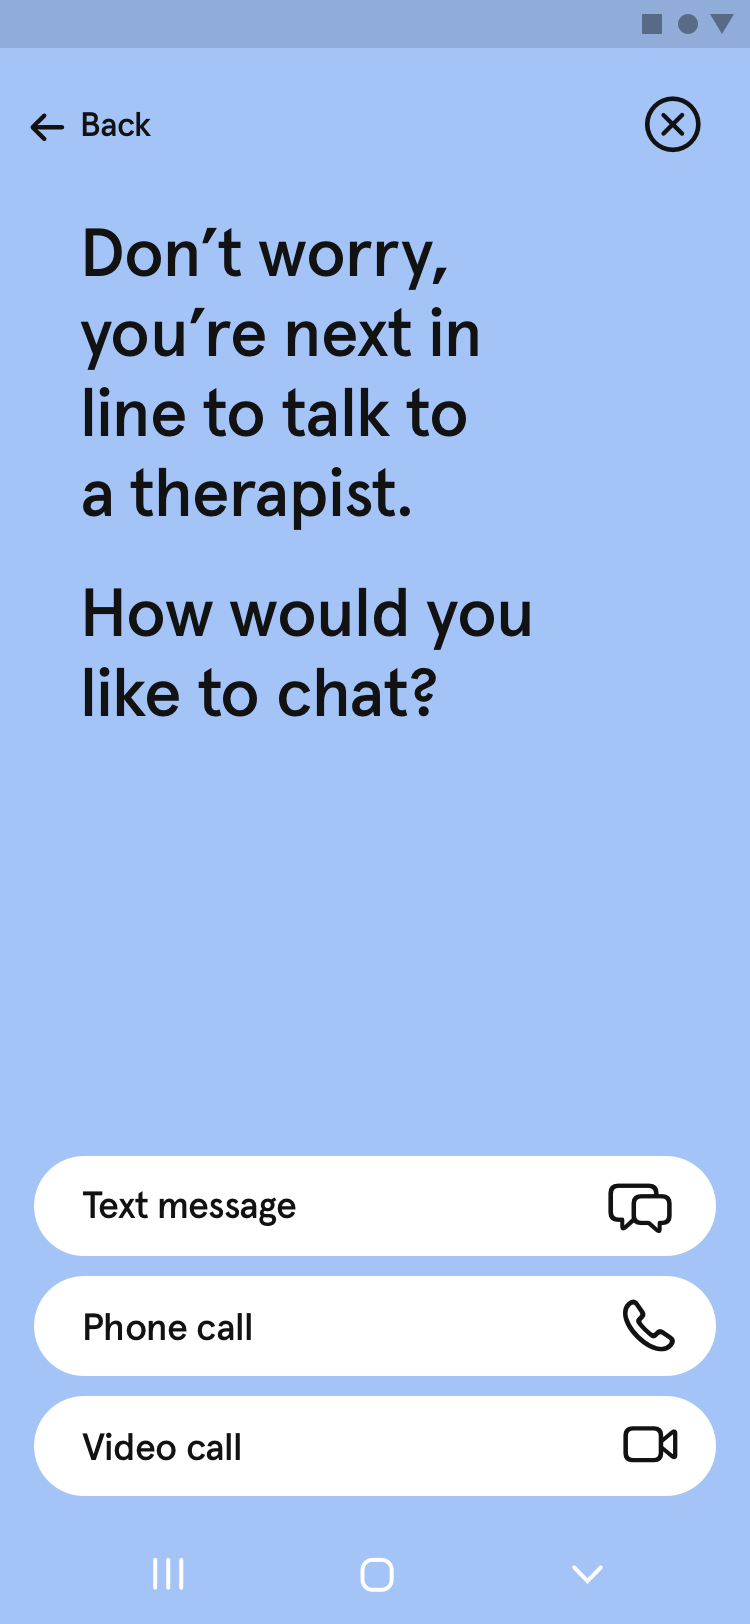 Back
Don’t worry,
you’re next in
line to talk to
a therapist.
How would you
like to chat?
Text message
Phone call
Video call